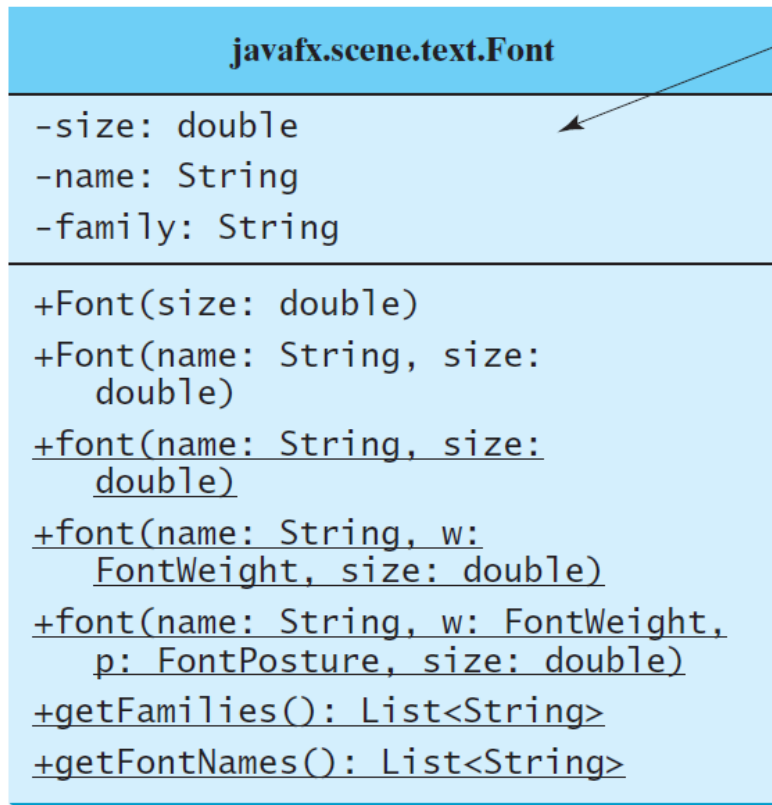 javafx.scene.text.Font
-size: double
-name: String
-family: String
+Font(size: double)
+Font(name: String, size:
double)
+font(name: String, size:
double)
+font(name: String, w:
FontWeight, size: double)
+font(name: String, w: FontWeight,
p: FontPosture, size: double)
+getFamilies(): List<String>
+getFontNames(): List<String>